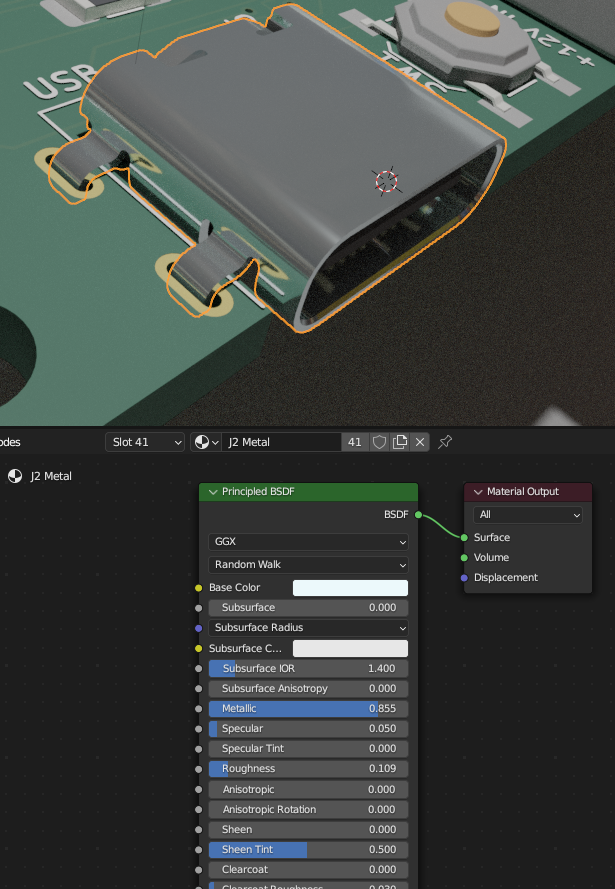 USB
SW1
+12V IN
odes
Slot 41
J2 Metal
41
J2 Metal
Principled BSDF
BSDF
GGX
Random Walk
Base Color
Subsurface 0.000
Subsurface Radius
Subsurface C...
Subsurface IOR 1.400
Subsurface Anisotropy 0.000
Metallic 0.855
Specular 0.050
Specular Tint 0.000
Roughness 0.109
Anisotropic 0.000
Anisotropic Rotation 0.000
Sheen 0.000
Sheen Tint 0.500
Clearcoat 0.000
Clearcoat Roughness 0.030
Material Output
All
Surface
Volume
Displacement